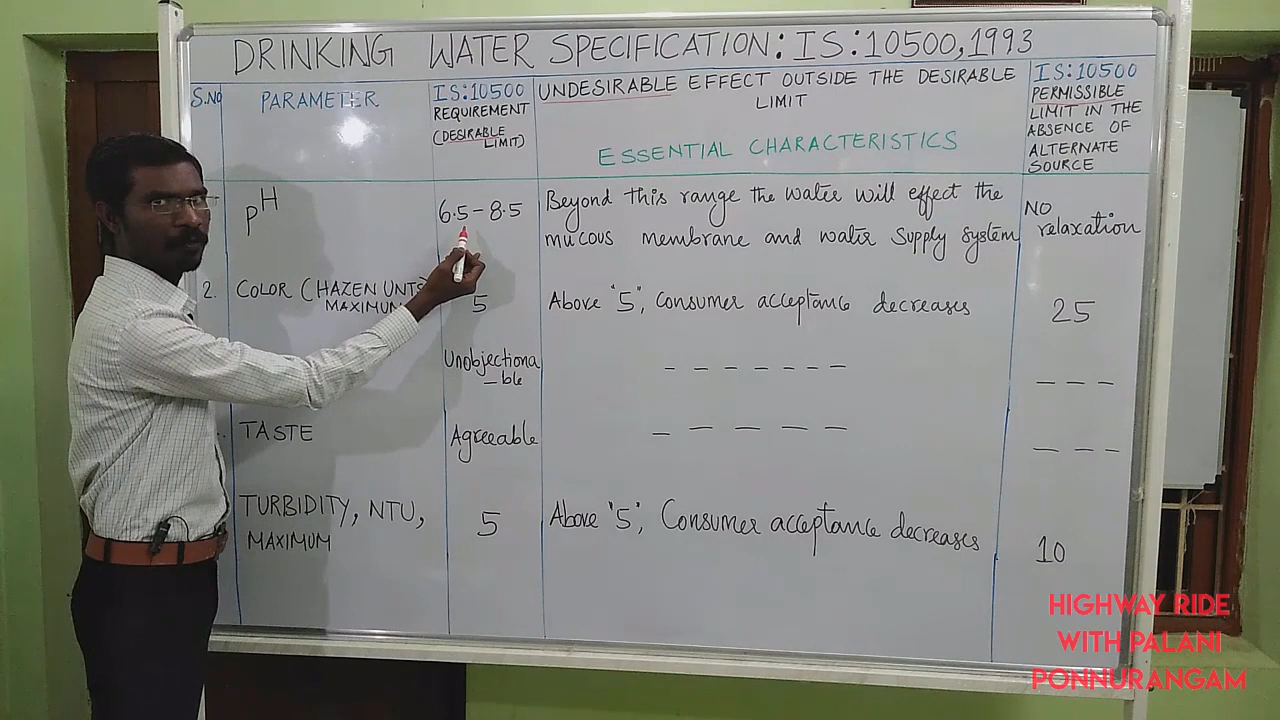 DRINKING WATER SPECIFICATION: IS:10500,1993
S.NO
PARAMETER
IS:10500
REQUIREMENT
(DESIRABLE
LIMIT)
UNDESIRABLE EFFECT OUTSIDE THE DESIRABLE
LIMIT
ESSENTIAL CHARACTERISTICS
IS:10500
PERMISSIBLE
LIMIT IN THE
ABSENCE OF
ALTERNATE
SOURCE
pH
6.5-8.5
Beyond this range the water will effect the
mucous membrane and water supply system
NO
relaxation
2.
COLOR (HAZEN UNTS)
MAXIMUM
5
Above "5", Consumer acceptance decreases
25
Unobjectiona
_ble
_ _ _ _ _ _ _
_ _ _
TASTE
Agreeable
_ _ _ _ _
_ _ _
TURBIDITY, NTU,
MAXIMUM
5
Above "5", Consumer acceptance decreases
10
HIGHWAY RIDE
WITH PALANI
PONNURANGAM